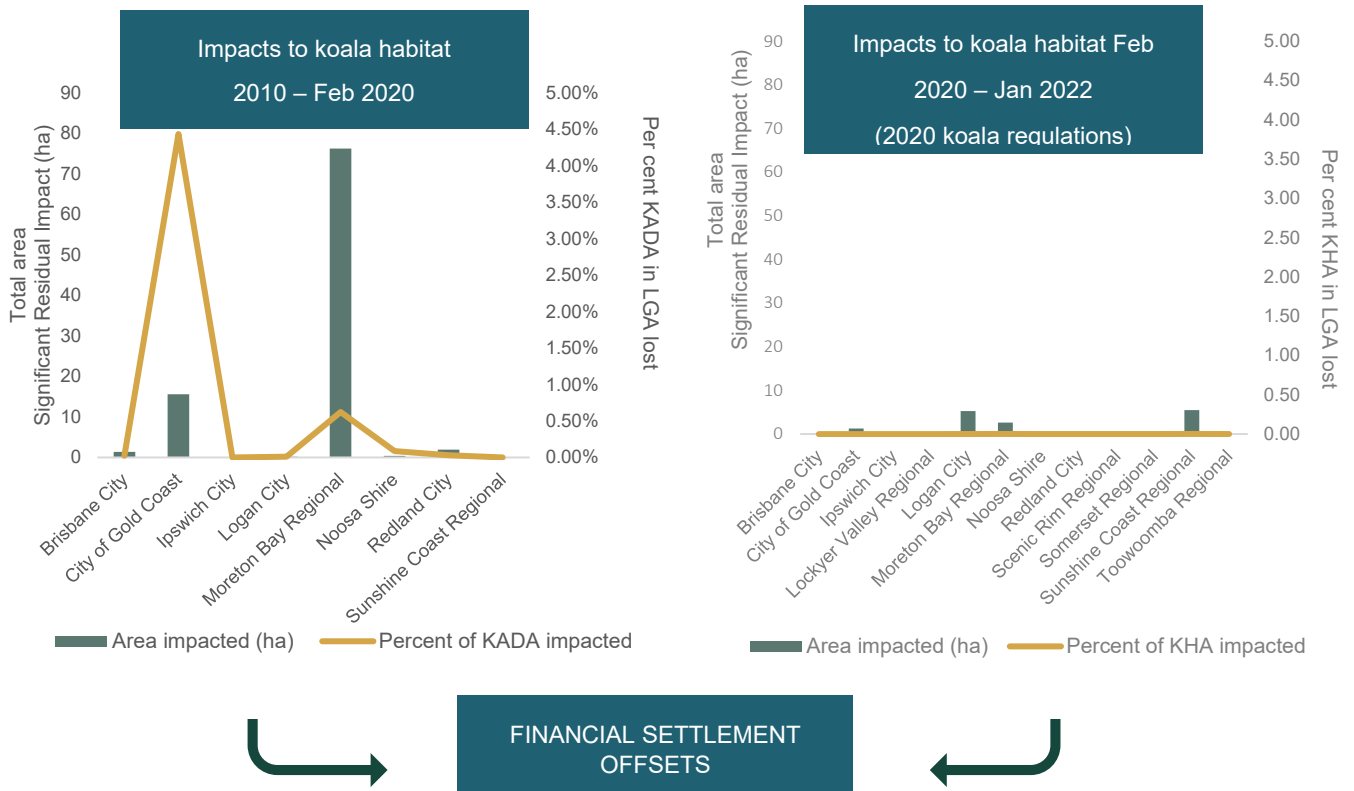 Impacts to koala habitat
2010 – Feb 2020
Total area
Significant Residual Impact (ha)
90
80
70
60
50
40
30
20
10
0
5.00%
4.50%
4.00%
3.50%
3.00%
2.50%
2.00%
1.50%
1.00%
0.50%
0.00%
Per cent KADA in LGA lost
Brisbane City
City of Gold Coast
Ipswich City
Logan City
Moreton Bay Regional
Noosa Shire
Redland City
Sunshine Coast Regional
Area impacted (ha)
Percent of KADA impacted
Impacts to koala habitat Feb
2020 – Jan 2022
(2020 koala regulations)
Total area
Significant Residual Impact (ha)
90
80
70
60
50
40
30
20
10
0
5.00
4.50
4.00
3.50
3.00
2.50
2.00
1.50
1.00
0.50
0.00
Per cent KHA in LGA lost
Brisbane City
City of Gold Coast
Ipswich City
Lockyer Valley Regional
Logan City
Moreton Bay Regional
Noosa Shire
Redland City
Scenic Rim Regional
Somerset Regional
Sunshine Coast Regional
Toowoomba Regional
Area impacted (ha)
Percent of KHA impacted
FINANCIAL SETTLEMENT
OFFSETS